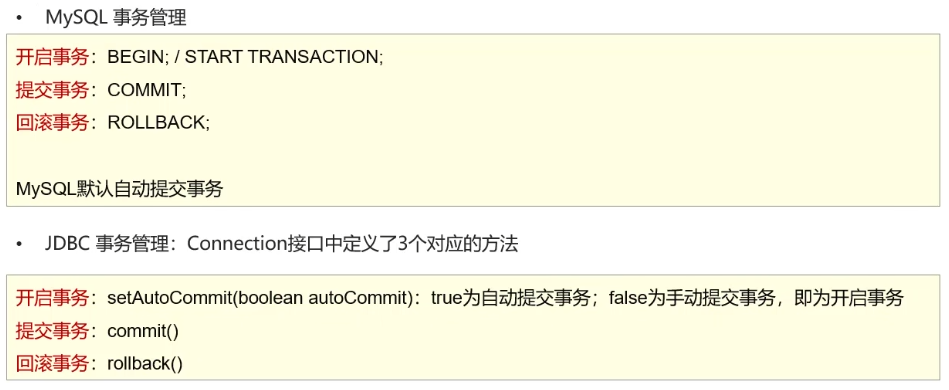 • MySQL 事务管理
开启事务：BEGIN; / START TRANSACTION;
提交事务：COMMIT;
回滚事务：ROLLBACK;
MySQL默认自动提交事务
• JDBC 事务管理：Connection接口中定义了3个对应的方法
开启事务：setAutoCommit(boolean autoCommit)：true为自动提交事务；false为手动提交事务，即为开启事务
提交事务：commit()
回滚事务：rollback()